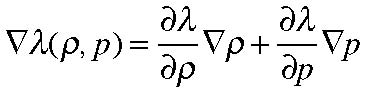 ∇λ(ρ, p) = ∂λ/∂ρ ∇ρ + ∂λ/∂p ∇p